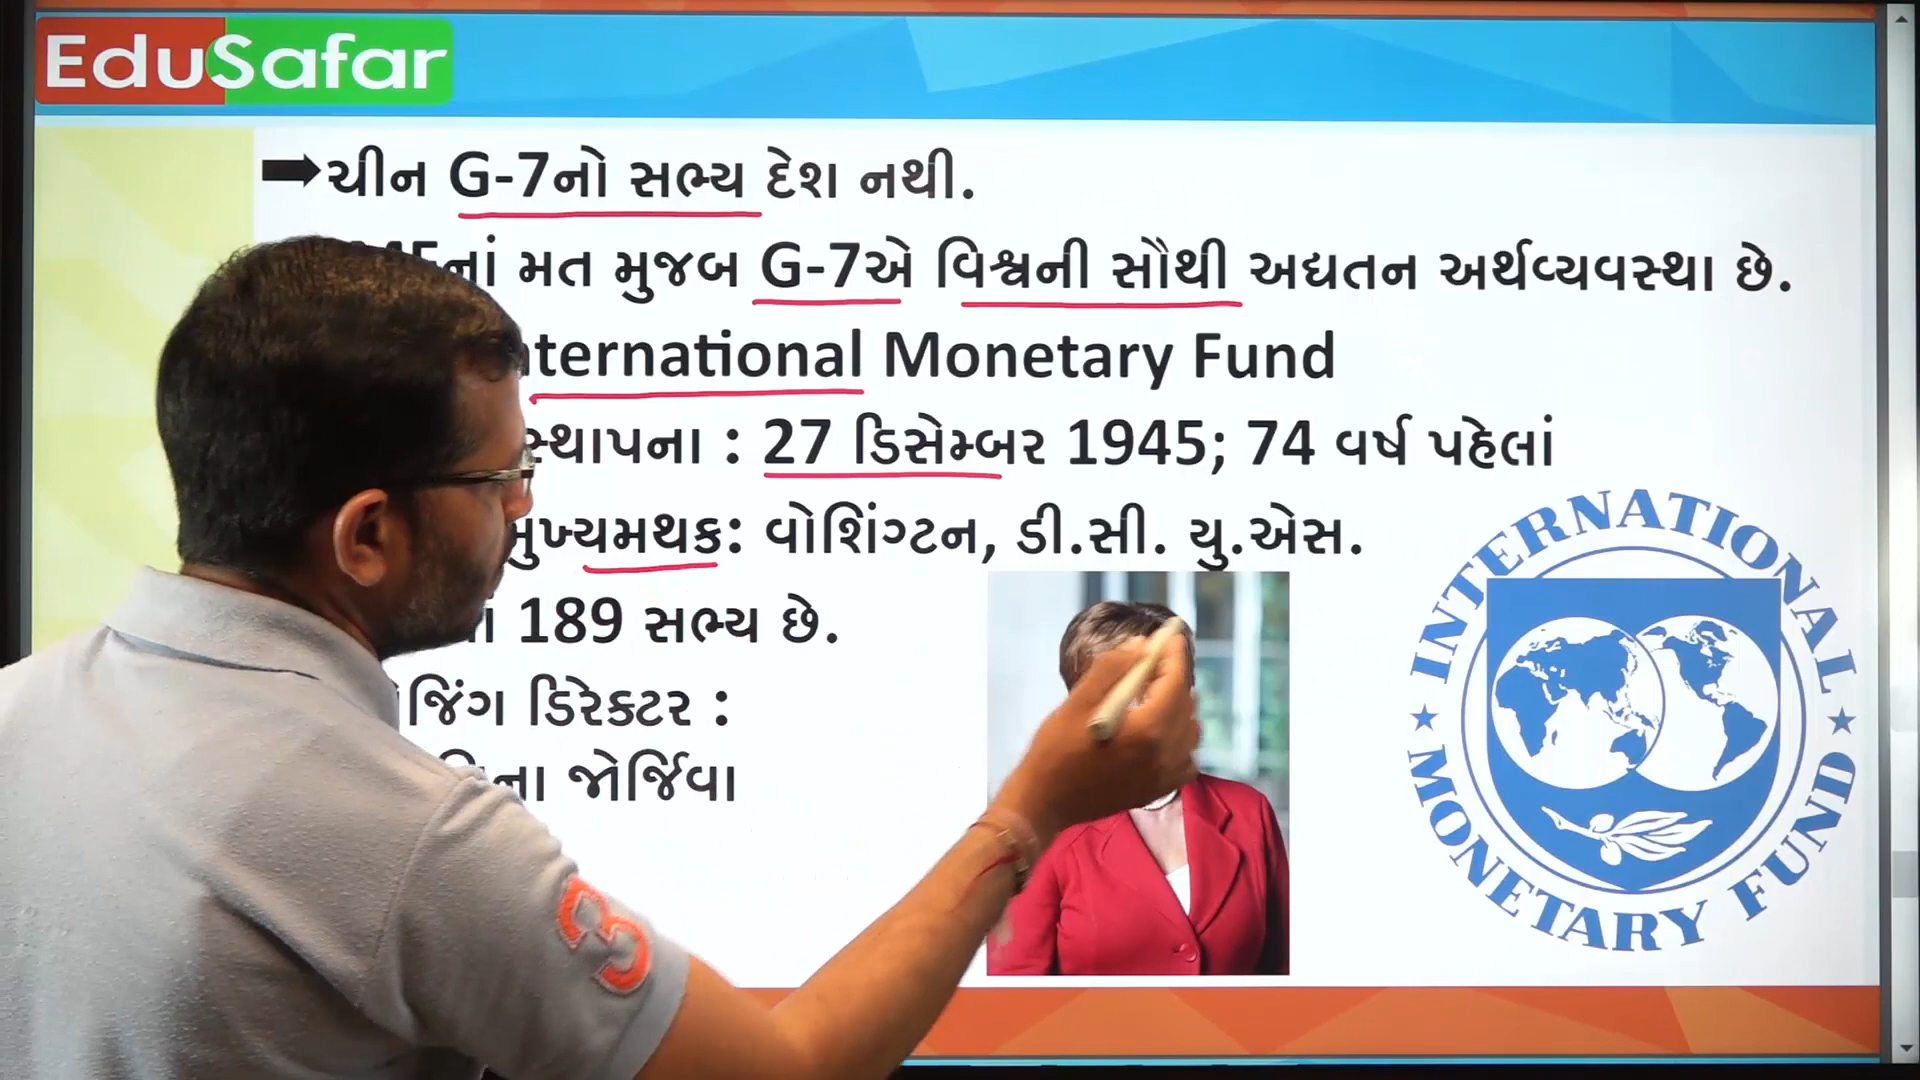 EduSafar
ચીન G-7નો સભ્ય દેશ નથી.
મત મુજબ G-7એ વિશ્વની સૌથી અદ્યતન અર્થવ્યવસ્થા છે.
Monetary Fund
સ્થાપના : 27 ડિસેમ્બર 1945; 74 વર્ષ પહેલાં
મુખ્યમથક: વોશિંગ્ટન, ડી.સી. યુ.એસ.
189 સભ્ય છે.
ડિરેક્ટર :
જોર્જિવા
INTERNATIONAL
MONETARY FUND
3